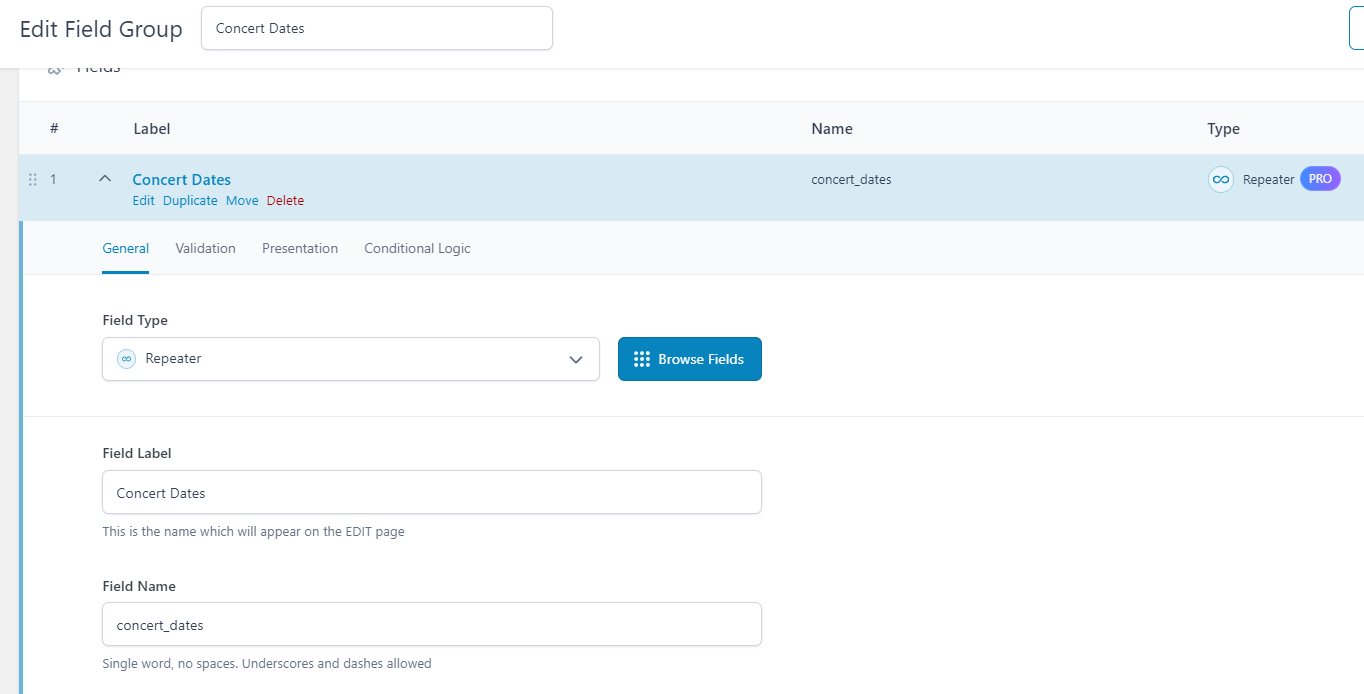 Edit Field Group
Concert Dates
Fields
# Label Name Type
1 Concert Dates concert_dates Repeater PRO
Edit Duplicate Move Delete
General Validation Presentation Conditional Logic
Field Type
Repeater
Browse Fields
Field Label
Concert Dates
This is the name which will appear on the EDIT page
Field Name
concert_dates
Single word, no spaces. Underscores and dashes allowed